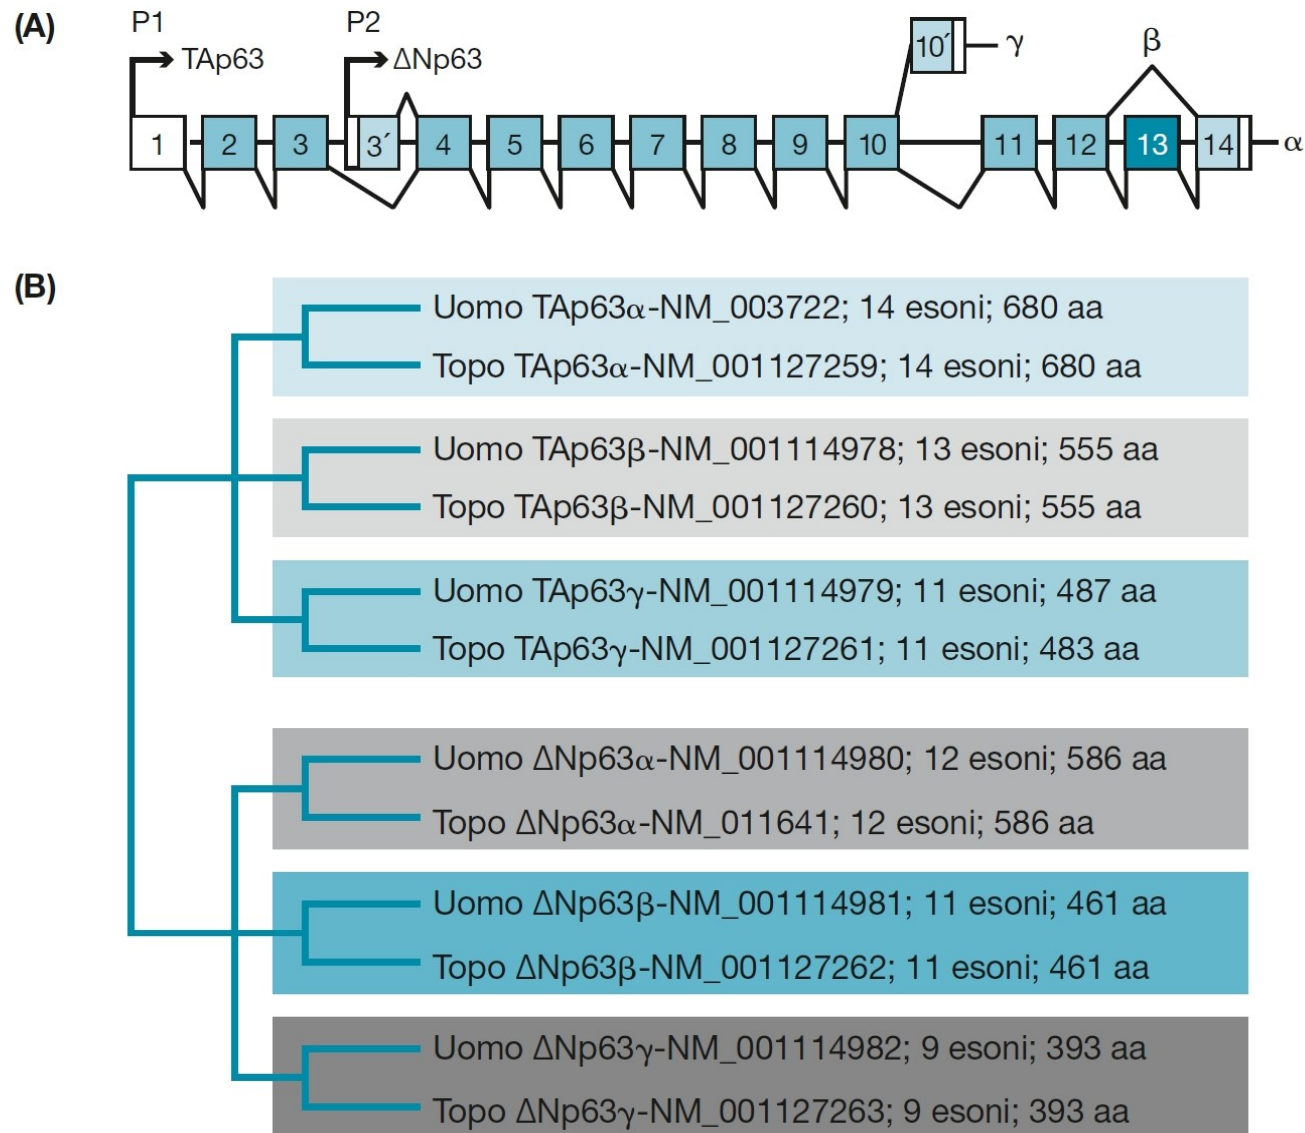 (A)
P1
P2
TAp63
ΔNp63
10´
γ
β
1
2
3
3´
4
5
6
7
8
9
10
11
12
13
14
α
(B)
Uomo TAp63α-NM_003722; 14 esoni; 680 aa
Topo TAp63α-NM_001127259; 14 esoni; 680 aa
Uomo TAp63β-NM_001114978; 13 esoni; 555 aa
Topo TAp63β-NM_001127260; 13 esoni; 555 aa
Uomo TAp63γ-NM_001114979; 11 esoni; 487 aa
Topo TAp63γ-NM_001127261; 11 esoni; 483 aa
Uomo ΔNp63α-NM_001114980; 12 esoni; 586 aa
Topo ΔNp63α-NM_011641; 12 esoni; 586 aa
Uomo ΔNp63β-NM_001114981; 11 esoni; 461 aa
Topo ΔNp63β-NM_001127262; 11 esoni; 461 aa
Uomo ΔNp63γ-NM_001114982; 9 esoni; 393 aa
Topo ΔNp63γ-NM_001127263; 9 esoni; 393 aa